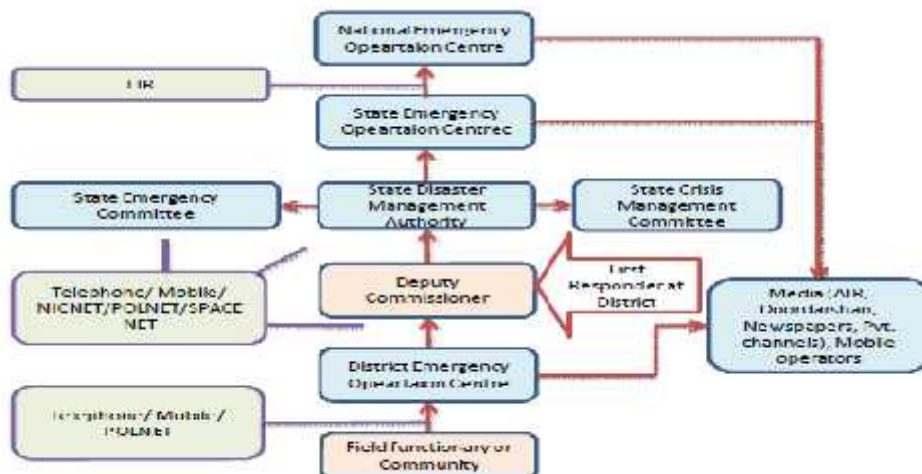 National Emergency
Opeartaion Centre
State Emergency
Opeartaion Centrec
State Emergency
Committee
State Disaster
Management
Authority
State Crisis
Management
Committee
Telephone/ Mobile/
NICNET/POLNET/SPACE
NET
Deputy
Commissioner
First
Responder at
District
Media (AIR,
Doordarshan,
Newspapers, Pvt.
channels), Mobile
operators
District Emergency
Opeartaion Centre
Telephone/ Mobile/
POLNET
Field functionary or
Community